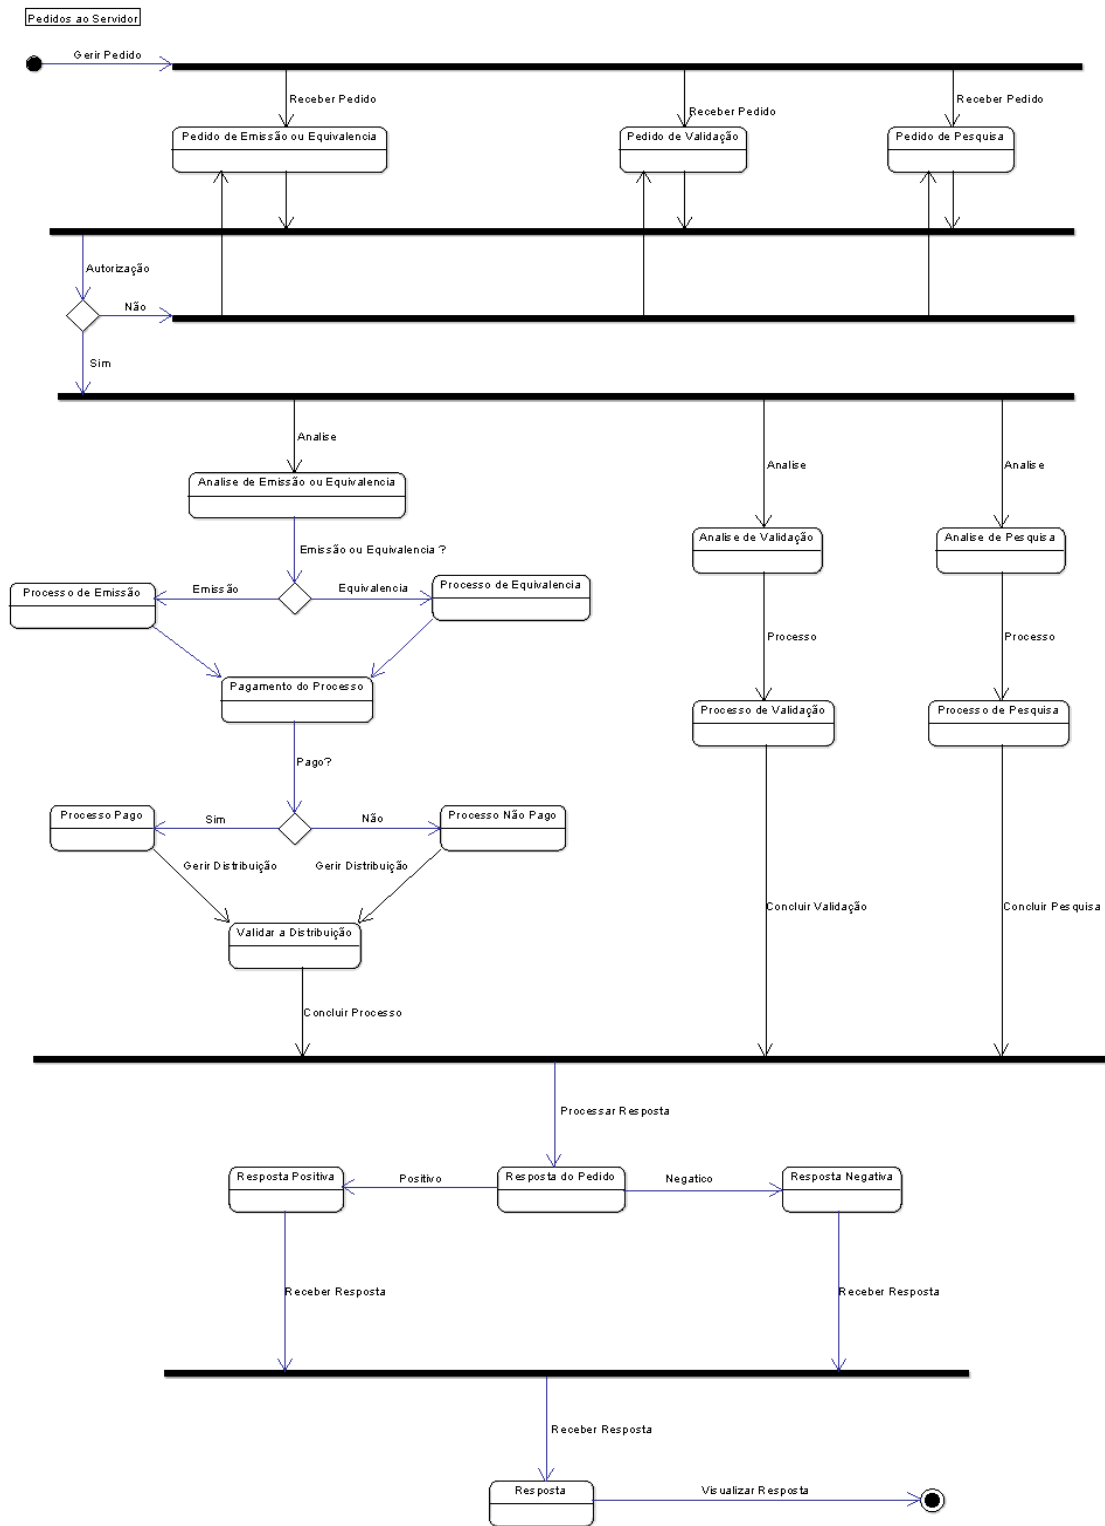 Pedidos ao Servidor
Gerir Pedido
Receber Pedido
Receber Pedido
Receber Pedido
Pedido de Emissão ou Equivalencia
Pedido de Validação
Pedido de Pesquisa
Autorização
Não
Sim
Analise
Analise
Analise
Analise de Emissão ou Equivalencia
Analise de Validação
Analise de Pesquisa
Emissão ou Equivalencia ?
Processo de Emissão
Emissão
Equivalencia
Processo de Equivalencia
Processo
Processo
Pagamento do Processo
Processo de Validação
Processo de Pesquisa
Pago?
Processo Pago
Sim
Não
Processo Não Pago
Gerir Distribuição
Gerir Distribuição
Concluir Validação
Concluir Pesquisa
Validar a Distribuição
Concluir Processo
Processar Resposta
Resposta Positiva
Positivo
Resposta do Pedido
Negatico
Resposta Negativa
Receber Resposta
Receber Resposta
Receber Resposta
Resposta
Visualizar Resposta